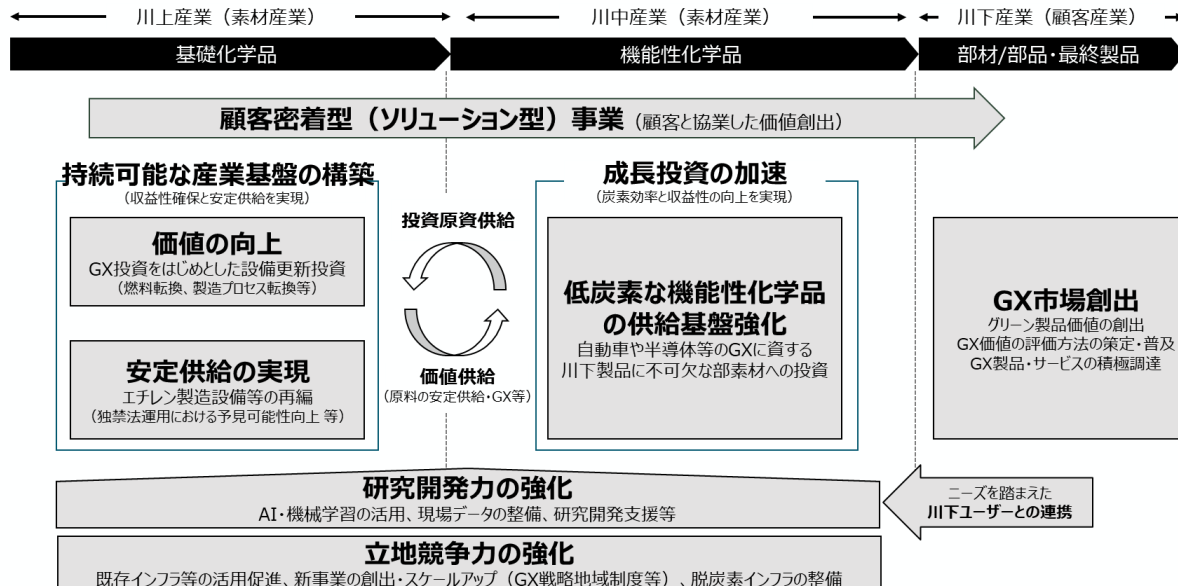 川上産業（素材産業）
川中産業（素材産業）
川下産業（顧客産業）
基礎化学品
機能性化学品
部材/部品・最終製品
顧客密着型（ソリューション型）事業（顧客と協業した価値創出）
持続可能な産業基盤の構築
（収益性確保と安定供給を実現）
価値の向上
GX投資をはじめとした設備更新投資
（燃料転換、製造プロセス転換等）
安定供給の実現
エチレン製造設備等の再編
（独禁法運用における予見可能性向上 等）
投資原資供給
価値供給
（原料の安定供給・GX等）
成長投資の加速
（炭素効率と収益性の向上を実現）
低炭素な機能性化学品
の供給基盤強化
自動車や半導体等のGXに資する
川下製品に不可欠な部素材への投資
GX市場創出
グリーン製品価値の創出
GX価値の評価方法の策定・普及
GX製品・サービスの積極調達
研究開発力の強化
AI・機械学習の活用、現場データの整備、研究開発支援等
ニーズを踏まえた
川下ユーザーとの連携
立地競争力の強化
既存インフラ等の活用促進、新事業の創出・スケールアップ（GX戦略地域制度等）、脱炭素インフラの整備